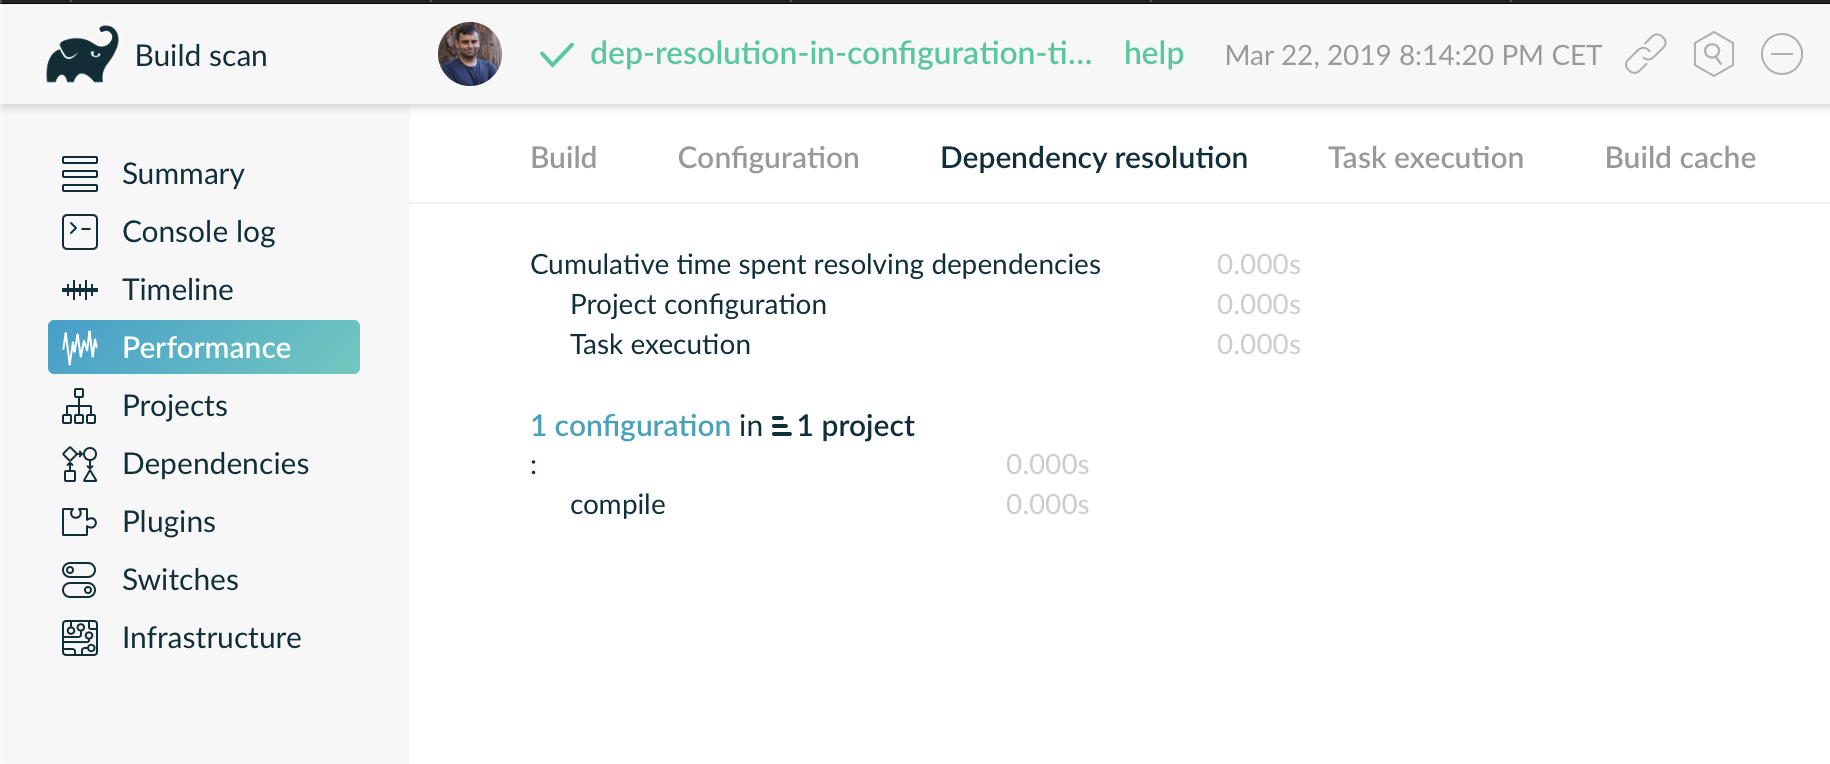 Build scan
dep-resolution-in-configuration-ti... help Mar 22, 2019 8:14:20 PM CET
Summary
Console log
Timeline
Performance
Projects
Dependencies
Plugins
Switches
Infrastructure
Build Configuration Dependency resolution Task execution Build cache
Cumulative time spent resolving dependencies 0.000s
Project configuration 0.000s
Task execution 0.000s
1 configuration in 1 project
: 0.000s
compile 0.000s